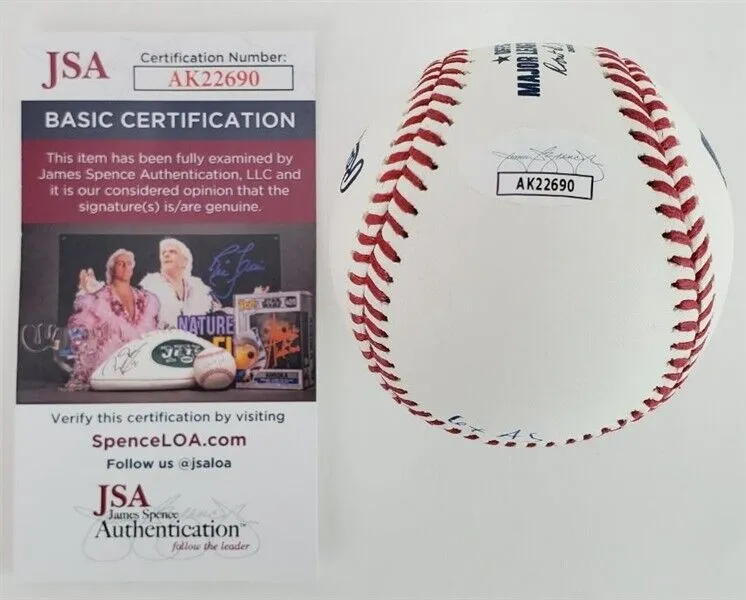 JSA
Certification Number:
AK22690
BASIC CERTIFICATION
This item has been fully examined by
James Spence Authentication, LLC and
it is our considered opinion that the
signature(s) is/are genuine.
NATURE
Verify this certification by visiting
SpenceLOA.com
Follow us @jsaloa
JSA
James Spence
Authentication™
follow the leader
MAJOR LEA
AK22690